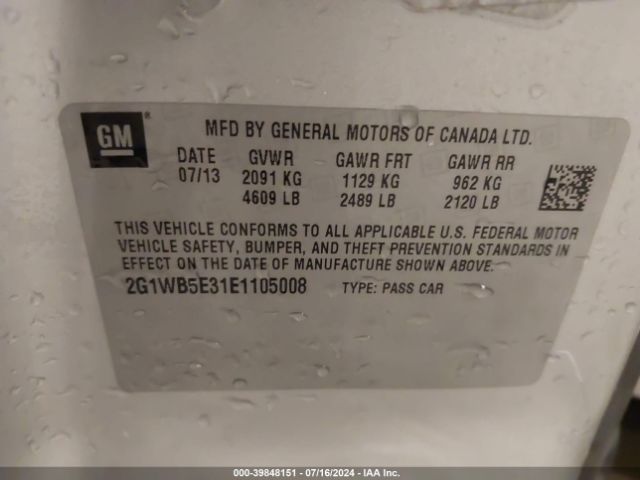 GM ®
MFD BY GENERAL MOTORS OF CANADA LTD.
DATE GVWR GAWR FRT GAWR RR
07/13 2091 KG 1129 KG 962 KG
4609 LB 2489 LB 2120 LB
THIS VEHICLE CONFORMS TO ALL APPLICABLE U.S. FEDERAL MOTOR
VEHICLE SAFETY, BUMPER, AND THEFT PREVENTION STANDARDS IN
EFFECT ON THE DATE OF MANUFACTURE SHOWN ABOVE.
2G1WB5E31E1105008 TYPE: PASS CAR
000-39848151 / 07/16/2024 / IAA Inc.